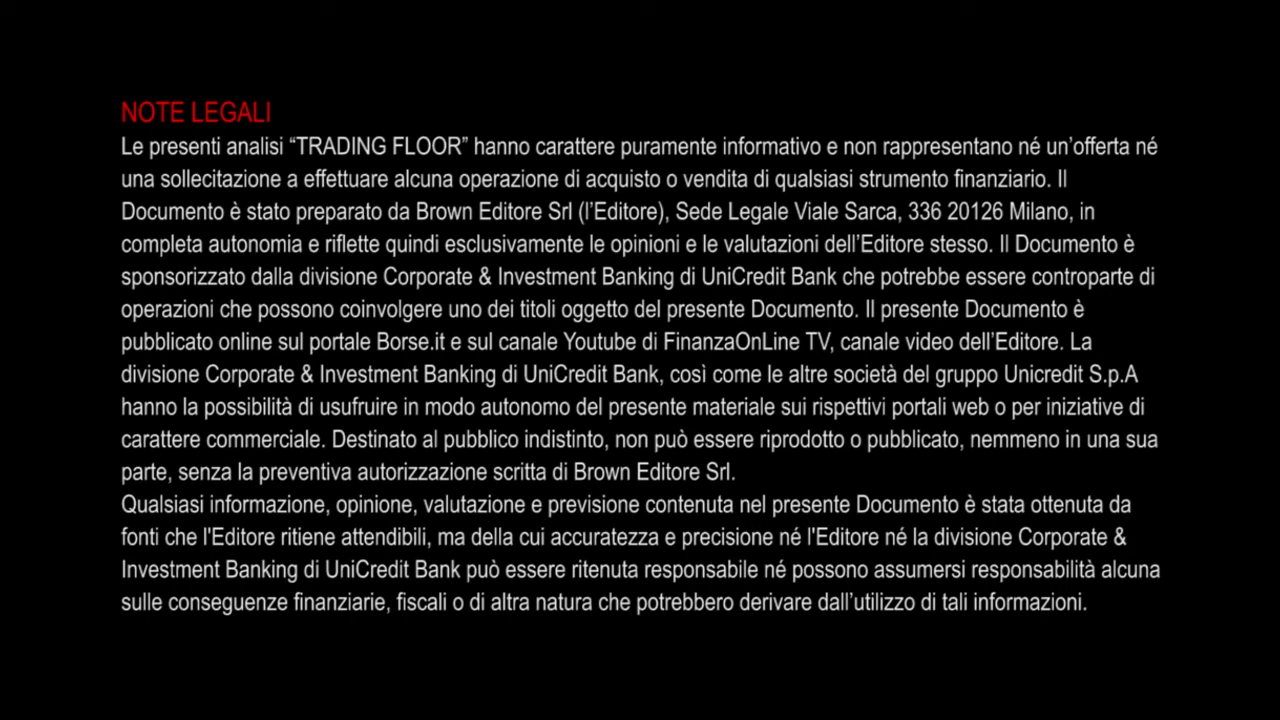 NOTE LEGALI
Le presenti analisi “TRADING FLOOR” hanno carattere puramente informativo e non rappresentano né un’offerta né
una sollecitazione a effettuare alcuna operazione di acquisto o vendita di qualsiasi strumento finanziario. Il
Documento è stato preparato da Brown Editore Srl (l’Editore), Sede Legale Viale Sarca, 336 20126 Milano, in
completa autonomia e riflette quindi esclusivamente le opinioni e le valutazioni dell’Editore stesso. Il Documento è
sponsorizzato dalla divisione Corporate & Investment Banking di UniCredit Bank che potrebbe essere controparte di
operazioni che possono coinvolgere uno dei titoli oggetto del presente Documento. Il presente Documento è
pubblicato online sul portale Borse.it e sul canale Youtube di FinanzaOnLine TV, canale video dell’Editore. La
divisione Corporate & Investment Banking di UniCredit Bank, così come le altre società del gruppo Unicredit S.p.A
hanno la possibilità di usufruire in modo autonomo del presente materiale sui rispettivi portali web o per iniziative di
carattere commerciale. Destinato al pubblico indistinto, non può essere riprodotto o pubblicato, nemmeno in una sua
parte, senza la preventiva autorizzazione scritta di Brown Editore Srl.
Qualsiasi informazione, opinione, valutazione e previsione contenuta nel presente Documento è stata ottenuta da
fonti che l'Editore ritiene attendibili, ma della cui accuratezza e precisione né l'Editore né la divisione Corporate &
Investment Banking di UniCredit Bank può essere ritenuta responsabile né possono assumersi responsabilità alcuna
sulle conseguenze finanziarie, fiscali o di altra natura che potrebbero derivare dall’utilizzo di tali informazioni.